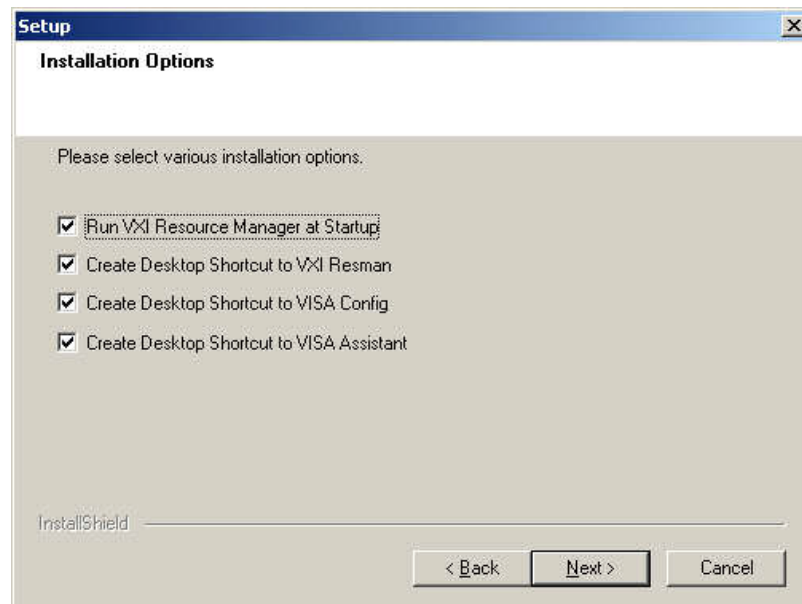 Setup
Installation Options
Please select various installation options.
Run VXI Resource Manager at Startup
Create Desktop Shortcut to VXI Resman
Create Desktop Shortcut to VISA Config
Create Desktop Shortcut to VISA Assistant
InstallShield
< Back Next > Cancel